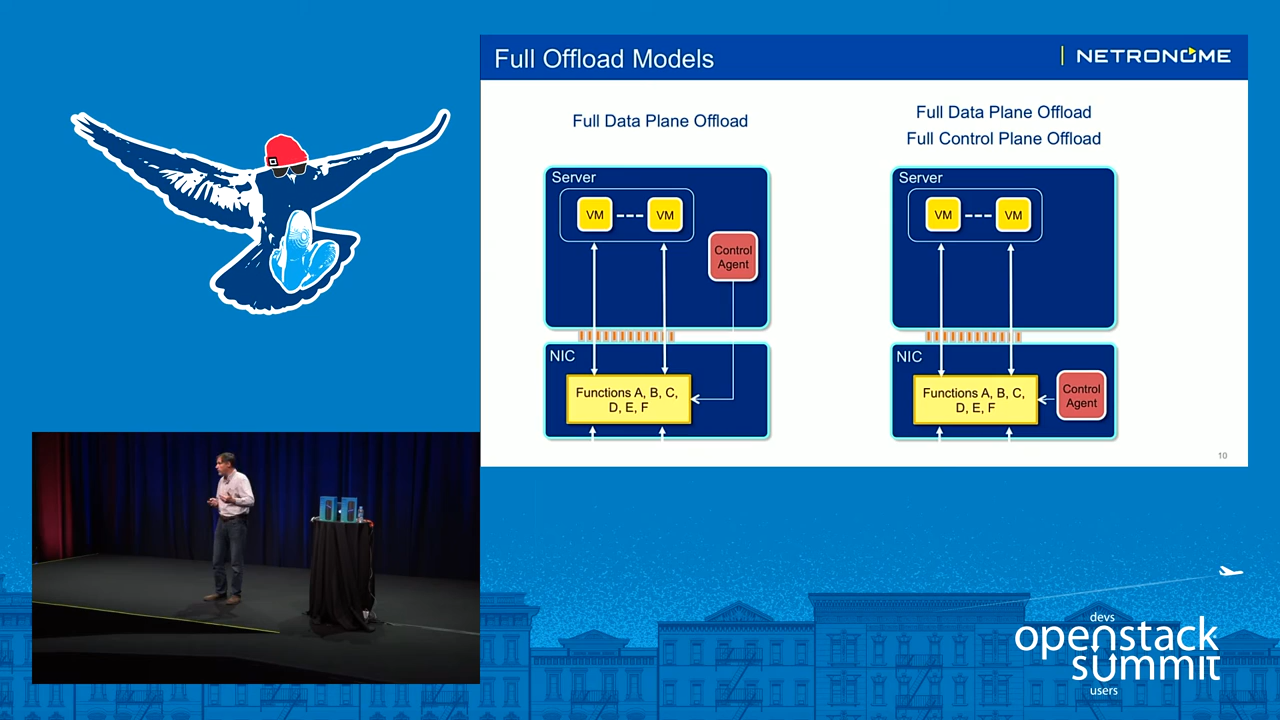 Full Offload Models
NETRONOME
Full Data Plane Offload
Server
VM
VM
Control
Agent
NIC
Functions A, B, C,
D, E, F
Full Data Plane Offload
Full Control Plane Offload
Server
VM
VM
NIC
Functions A, B, C,
D, E, F
Control
Agent
10
devs
openstack
summit
users